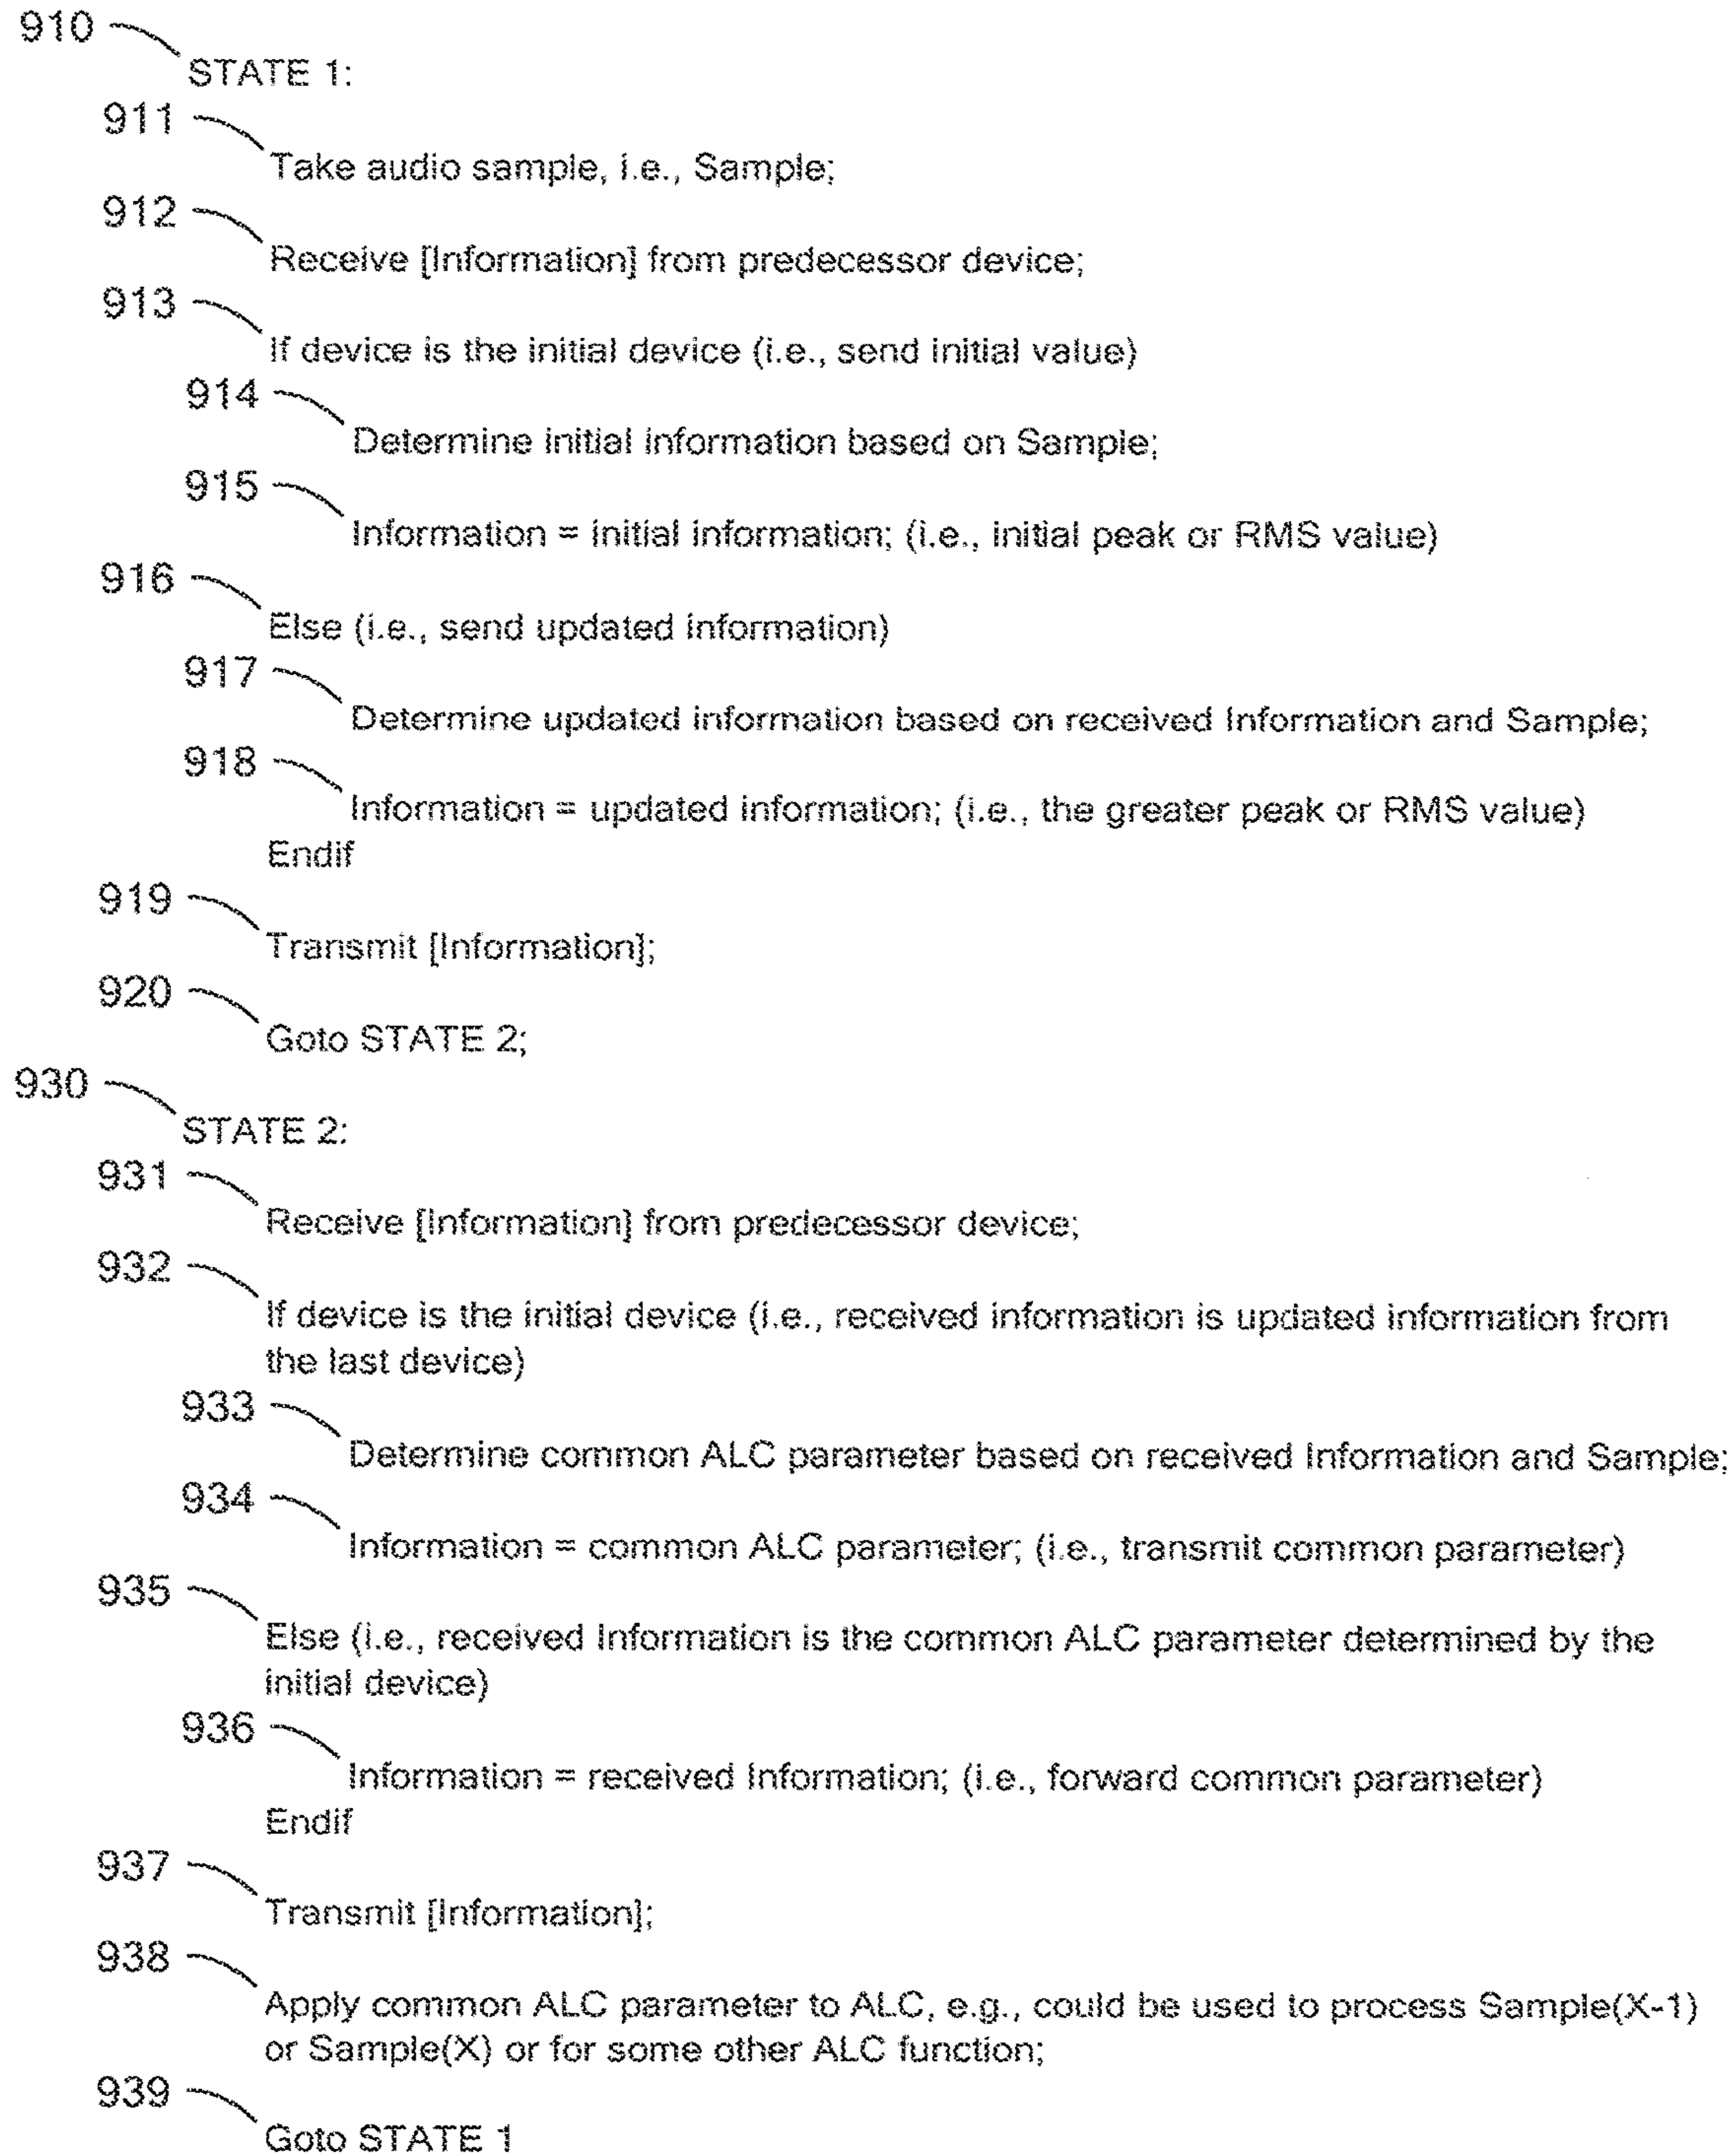 910
STATE 1:
911
Take audio sample, i.e., Sample;
912
Receive [Information] from predecessor device;
913
If device is the initial device (i.e., send initial value)
914
Determine initial information based on Sample;
915
Information = initial information; (i.e., initial peak or RMS value)
916
Else (i.e., send updated information)
917
Determine updated information based on received Information and Sample;
918
Information = updated information; (i.e., the greater peak or RMS value)
Endif
919
Transmit [Information];
920
Goto STATE 2;
930
STATE 2:
931
Receive [Information] from predecessor device;
932
If device is the initial device (i.e., received information is updated information from
the last device)
933
Determine common ALC parameter based on received Information and Sample;
934
Information = common ALC parameter; (i.e., transmit common parameter)
935
Else (i.e., received Information is the common ALC parameter determined by the
initial device)
936
Information = received Information; (i.e., forward common parameter)
Endif
937
Transmit [Information];
938
Apply common ALC parameter to ALC, e.g., could be used to process Sample(X-1)
or Sample(X) or for some other ALC function;
939
Goto STATE 1